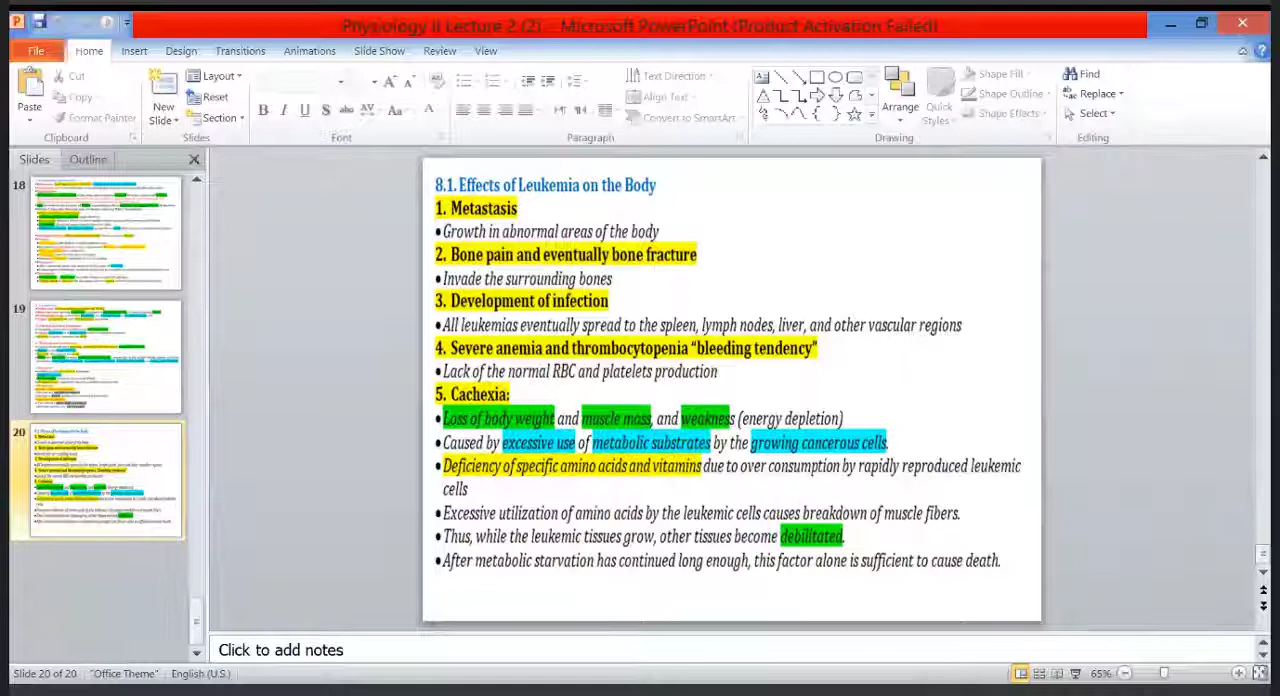 Physiology II Lecture 2 (2) - Microsoft PowerPoint (Product Activation Failed)
File Home Insert Design Transitions Animations Slide Show Review View
Paste
Cut
Copy
Format Painter
Clipboard
New Slide
Layout
Reset
Section
Slides
Font
Text Direction
Align Text
Convert to SmartArt
Paragraph
Arrange
Quick Styles
Shape Fill
Shape Outline
Shape Effects
Drawing
Find
Replace
Select
Editing
Slides Outline
18
19
20
8.1. Effects of Leukemia on the Body
1. Metastasis
•Growth in abnormal areas of the body
2. Bone pain and eventually bone fracture
•Invade the surrounding bones
3. Development of infection
•All leukemias eventually spread to the spleen, lymph nodes, liver, and other vascular regions
4. Severe anemia and thrombocytopenia “bleeding tendency”
•Lack of the normal RBC and platelets production
5. Cachexia:
•Loss of body weight and muscle mass, and weakness (energy depletion)
•Caused by excessive use of metabolic substrates by the growing cancerous cells.
•Deficiency of specific amino acids and vitamins due to over consumption by rapidly reproduced leukemic
cells
•Excessive utilization of amino acids by the leukemic cells causes breakdown of muscle fibers.
•Thus, while the leukemic tissues grow, other tissues become debilitated.
•After metabolic starvation has continued long enough, this factor alone is sufficient to cause death.
Click to add notes
Slide 20 of 20 "Office Theme" English (U.S.) 65%